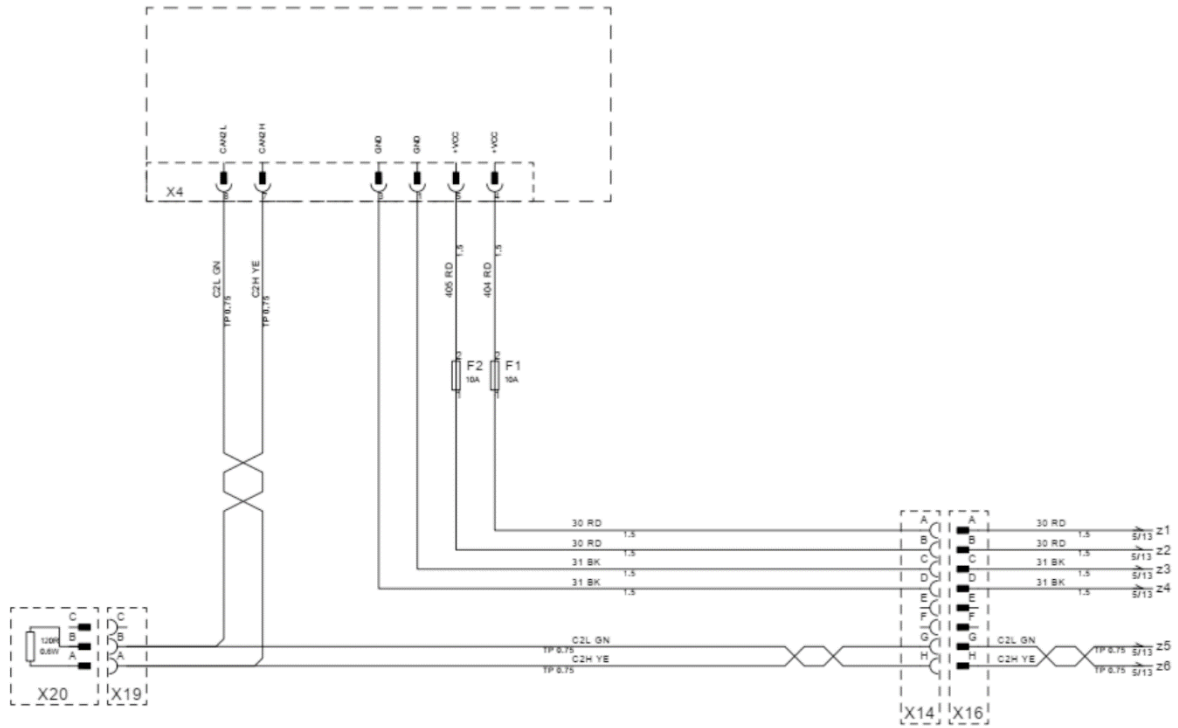 CAN2L
CAN2H
GND
GND
+VCC
+VCC
X4
C2L GN
TP 0.75
C2H YE
TP 0.75
405 RD
1.5
404 RD
1.5
F2
10A
F1
10A
A
30 RD
1.5
A
30 RD
1.5
5/13
z1
B
30 RD
1.5
B
30 RD
1.5
5/13
z2
C
31 BK
1.5
C
31 BK
1.5
5/13
z3
D
31 BK
1.5
D
31 BK
1.5
5/13
z4
E
E
F
F
G
C2L GN
TP 0.75
G
C2L GN
TP 0.75
5/13
z5
H
C2H YE
TP 0.75
H
C2H YE
TP 0.75
5/13
z6
C
B
A
120R
0.6W
X20
C
B
A
X19
X14
X16